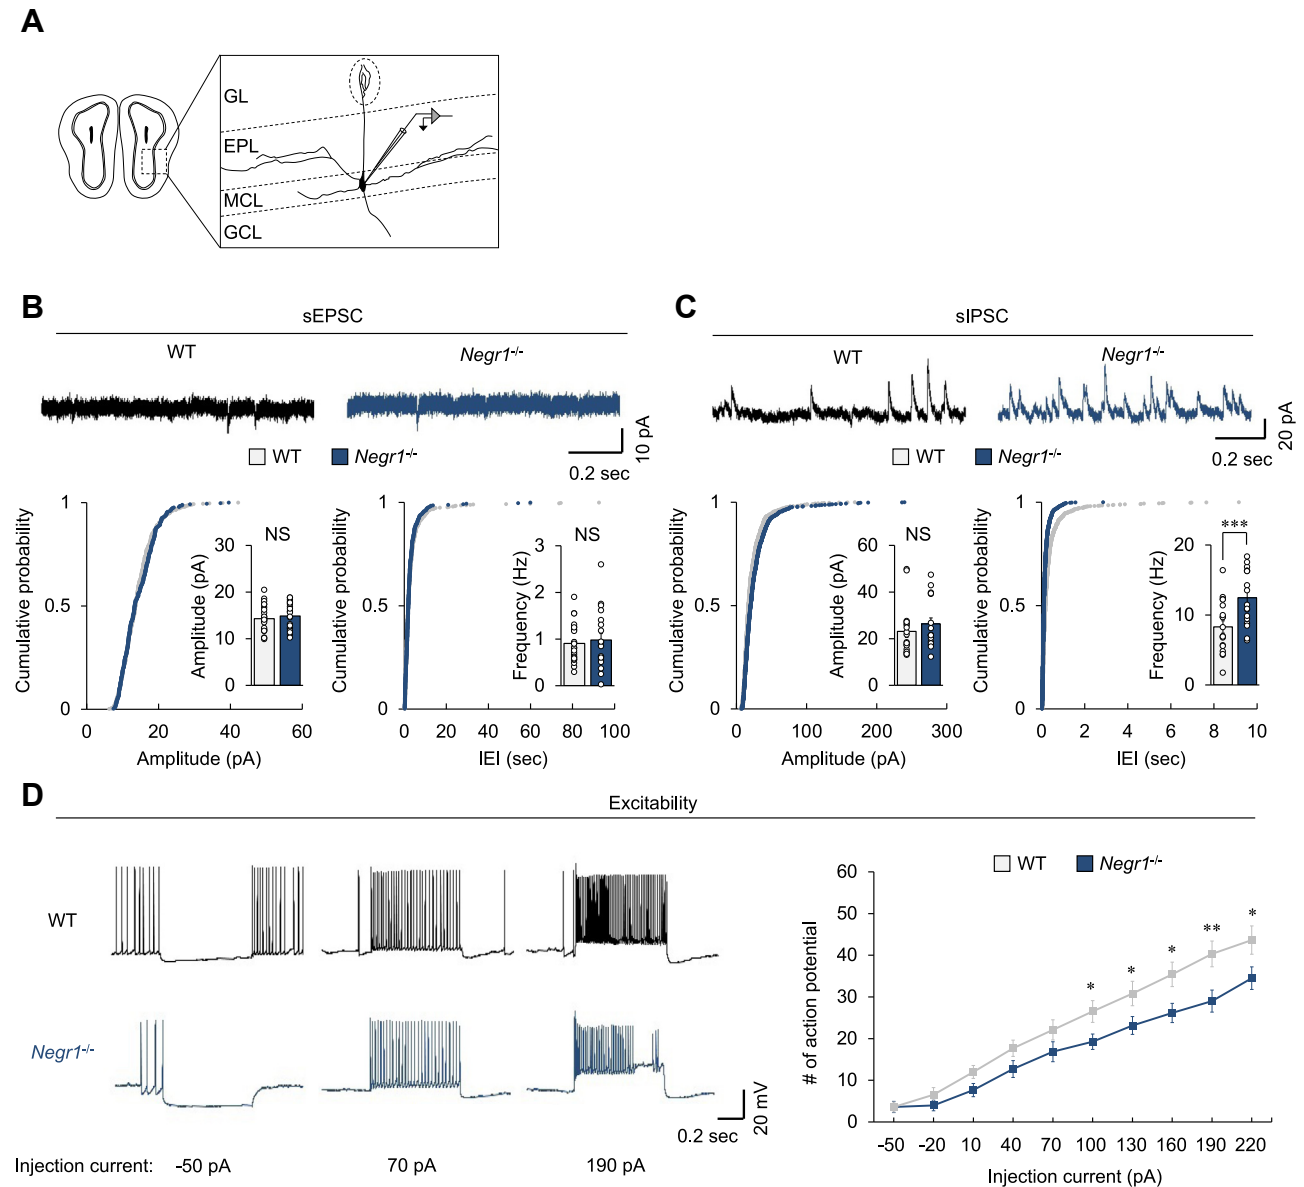 A
GL
EPL
MCL
GCL
B
sEPSC
WT
Negr1-/-
10 pA
0.2 sec
WT
Negr1-/-
Cumulative probability
1
0.5
0
0 20 40 60
Amplitude (pA)
NS
Amplitude (pA)
30
20
10
0
Cumulative probability
1
0.5
0
0 20 40 60 80 100
IEI (sec)
NS
Frequency (Hz)
3
2
1
0
C
sIPSC
WT
Negr1-/-
20 pA
0.2 sec
WT
Negr1-/-
Cumulative probability
1
0.5
0
0 100 200 300
Amplitude (pA)
NS
Amplitude (pA)
60
40
20
0
Cumulative probability
1
0.5
0
0 2 4 6 8 10
IEI (sec)
***
Frequency (Hz)
20
10
0
D
Excitability
WT
Negr1-/-
20 mV
0.2 sec
Injection current: -50 pA 70 pA 190 pA
WT
Negr1-/-
# of action potential
60
50
40
30
20
10
0
* * * ** *
-50 -20 10 40 70 100 130 160 190 220
Injection current (pA)